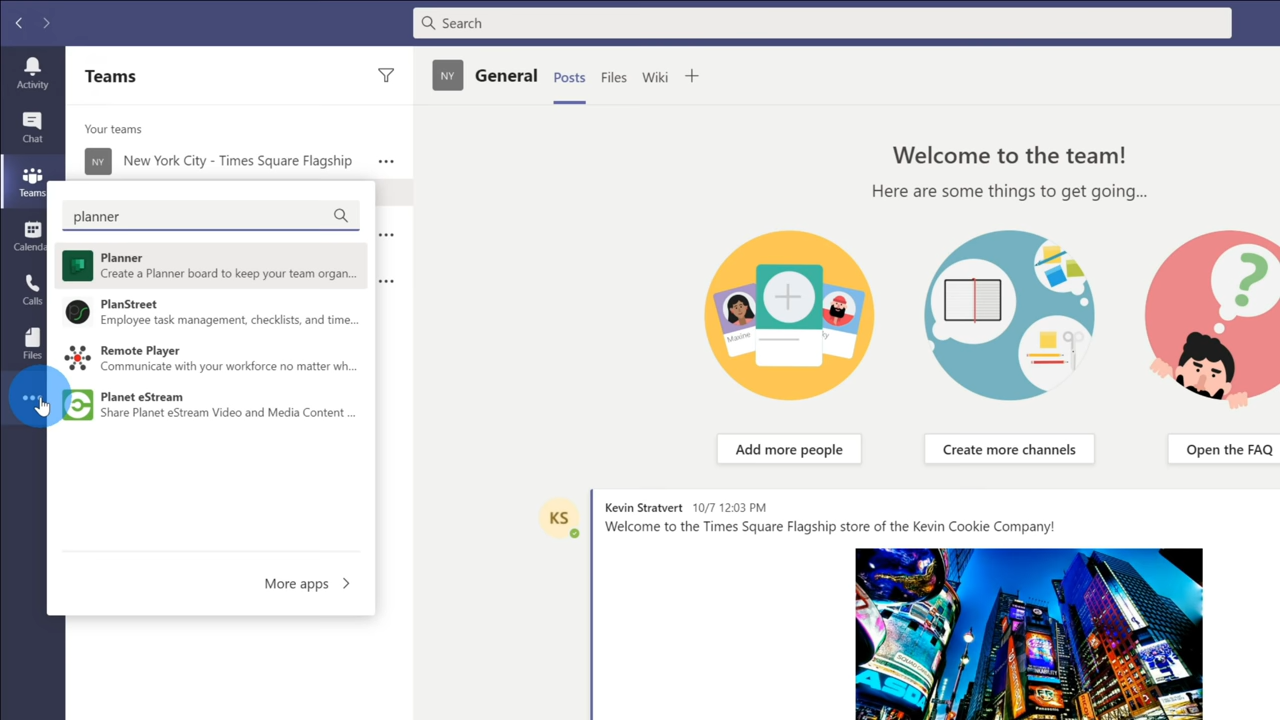 Search
Activity
Chat
Teams
Calenda
Calls
Files
Teams
Your teams
NY
New York City - Times Square Flagship
planner
Planner
Create a Planner board to keep your team organ...
PlanStreet
Employee task management, checklists, and time...
Remote Player
Communicate with your workforce no matter wh...
Planet eStream
Share Planet eStream Video and Media Content ...
More apps
NY
General
Posts
Files
Wiki
Welcome to the team!
Here are some things to get going...
Maxine
ky
Add more people
Create more channels
Open the FAQ
KS
Kevin Stratvert 10/7 12:03 PM
Welcome to the Times Square Flagship store of the Kevin Cookie Company!